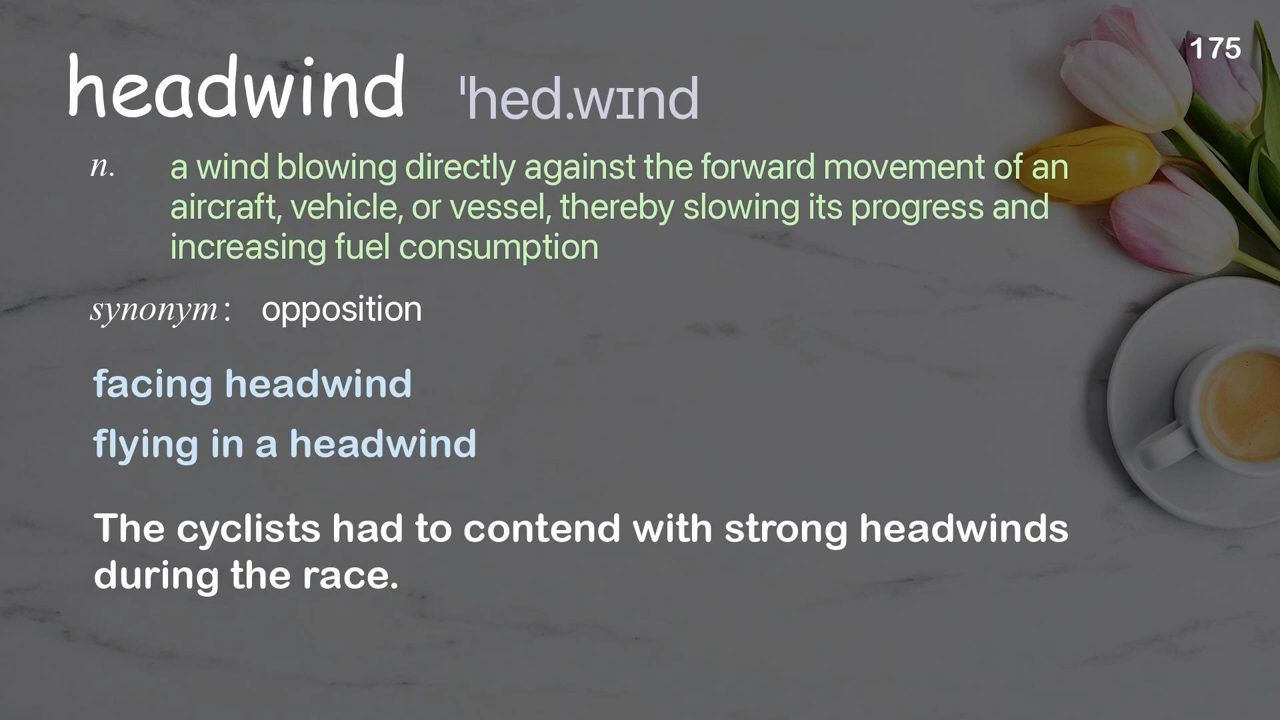 175
headwind ˈhed.wɪnd
n. a wind blowing directly against the forward movement of an
aircraft, vehicle, or vessel, thereby slowing its progress and
increasing fuel consumption
synonym: opposition
facing headwind
flying in a headwind
The cyclists had to contend with strong headwinds
during the race.